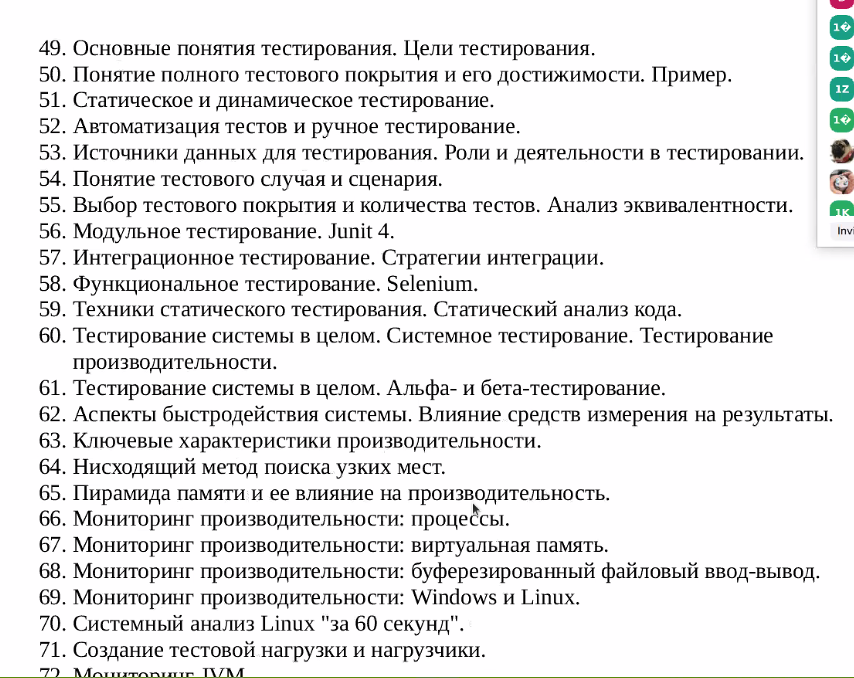 49. Основные понятия тестирования. Цели тестирования.
50. Понятие полного тестового покрытия и его достижимости. Пример.
51. Статическое и динамическое тестирование.
52. Автоматизация тестов и ручное тестирование.
53. Источники данных для тестирования. Роли и деятельности в тестировании.
54. Понятие тестового случая и сценария.
55. Выбор тестового покрытия и количества тестов. Анализ эквивалентности.
56. Модульное тестирование. Junit 4.
57. Интеграционное тестирование. Стратегии интеграции.
58. Функциональное тестирование. Selenium.
59. Техники статического тестирования. Статический анализ кода.
60. Тестирование системы в целом. Системное тестирование. Тестирование
производительности.
61. Тестирование системы в целом. Альфа- и бета-тестирование.
62. Аспекты быстродействия системы. Влияние средств измерения на результаты.
63. Ключевые характеристики производительности.
64. Нисходящий метод поиска узких мест.
65. Пирамида памяти и ее влияние на производительность.
66. Мониторинг производительности: процессы.
67. Мониторинг производительности: виртуальная память.
68. Мониторинг производительности: буферезированный файловый ввод-вывод.
69. Мониторинг производительности: Windows и Linux.
70. Системный анализ Linux "за 60 секунд".
71. Создание тестовой нагрузки и нагрузчики.
72. Мониторинг JVM
1�
1�
1Z
1�
1K
Invi